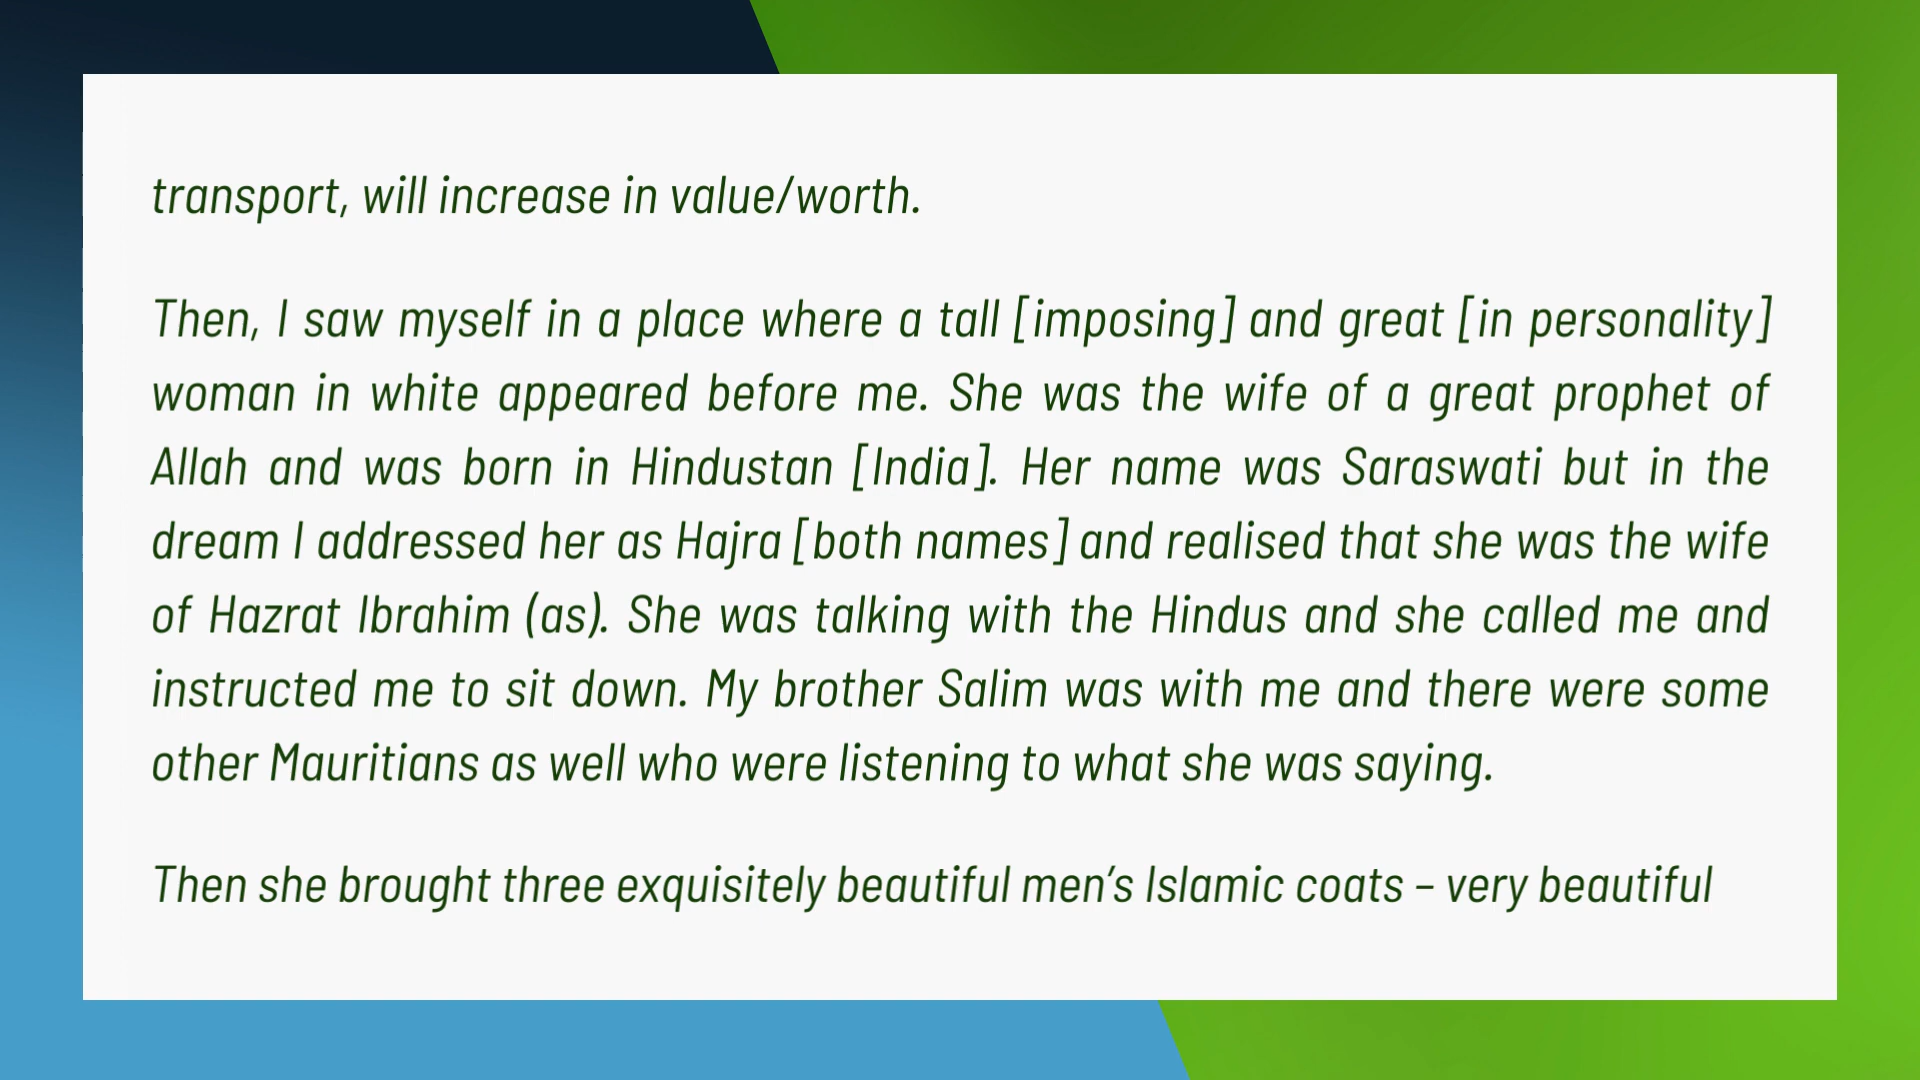 transport, will increase in value/worth.
Then, I saw myself in a place where a tall [imposing] and great [in personality]
woman in white appeared before me. She was the wife of a great prophet of
Allah and was born in Hindustan [India]. Her name was Saraswati but in the
dream I addressed her as Hajra [both names] and realised that she was the wife
of Hazrat Ibrahim (as). She was talking with the Hindus and she called me and
instructed me to sit down. My brother Salim was with me and there were some
other Mauritians as well who were listening to what she was saying.
Then she brought three exquisitely beautiful men’s Islamic coats – very beautiful